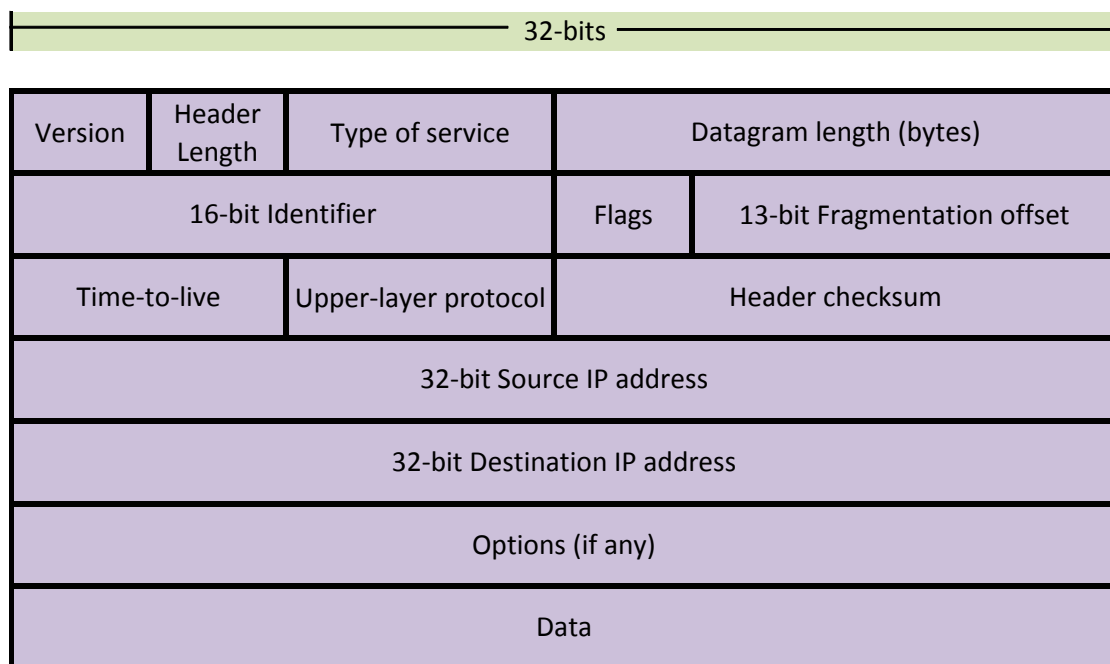 32-bits
Version
Header
Length
Type of service
Datagram length (bytes)
16-bit Identifier
Flags
13-bit Fragmentation offset
Time-to-live
Upper-layer protocol
Header checksum
32-bit Source IP address
32-bit Destination IP address
Options (if any)
Data